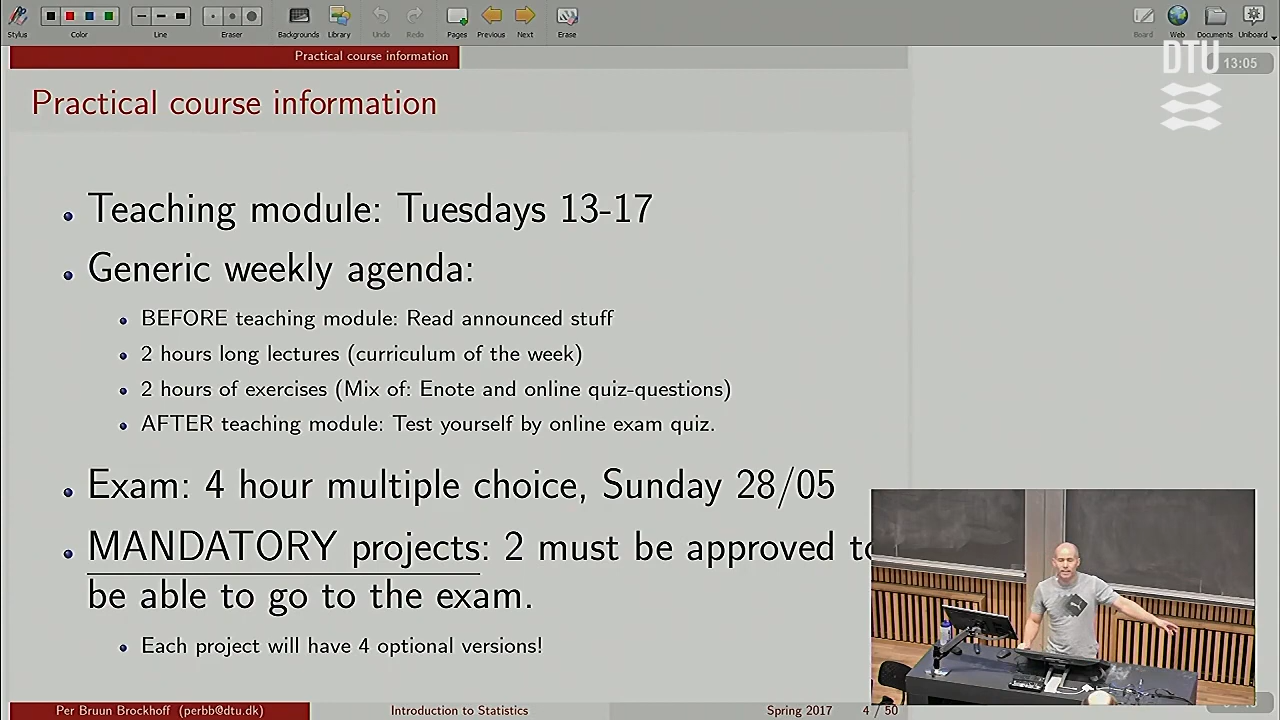 Stylus
Color
Line
Eraser
Backgrounds
Library
Undo
Redo
Pages
Previous
Next
Erase
Board
Web
Documents
Uniboard
Practical course information
DTU
13:05
Practical course information
Teaching module: Tuesdays 13-17
Generic weekly agenda:
BEFORE teaching module: Read announced stuff
2 hours long lectures (curriculum of the week)
2 hours of exercises (Mix of: Enote and online quiz-questions)
AFTER teaching module: Test yourself by online exam quiz.
Exam: 4 hour multiple choice, Sunday 28/05
MANDATORY projects: 2 must be approved to
be able to go to the exam.
Each project will have 4 optional versions!
Per Bruun Brockhoff (perbb@dtu.dk)
Introduction to Statistics
Spring 2017
4 / 50